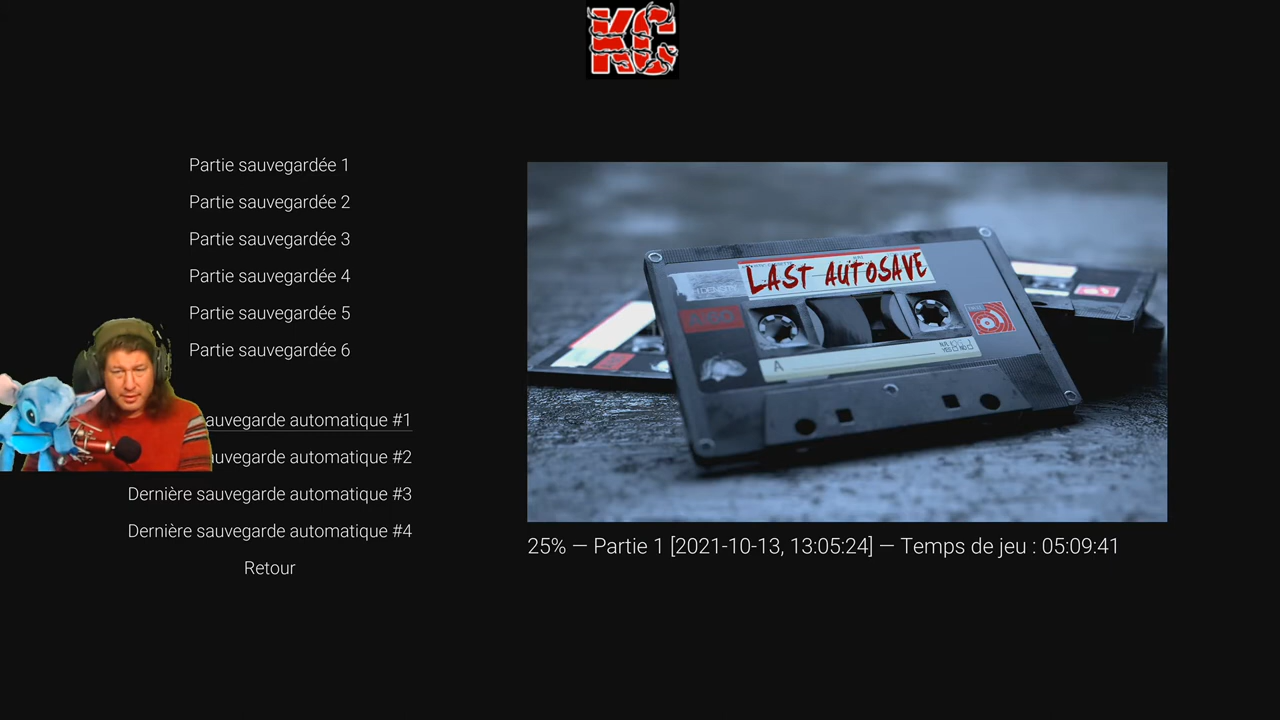 KC
Partie sauvegardée 1
Partie sauvegardée 2
Partie sauvegardée 3
Partie sauvegardée 4
Partie sauvegardée 5
Partie sauvegardée 6
auvegarde automatique #1
uvegarde automatique #2
Dernière sauvegarde automatique #3
Dernière sauvegarde automatique #4
Retour
LAST AUTOSAVE
A
25% — Partie 1 [2021-10-13, 13:05:24] — Temps de jeu : 05:09:41